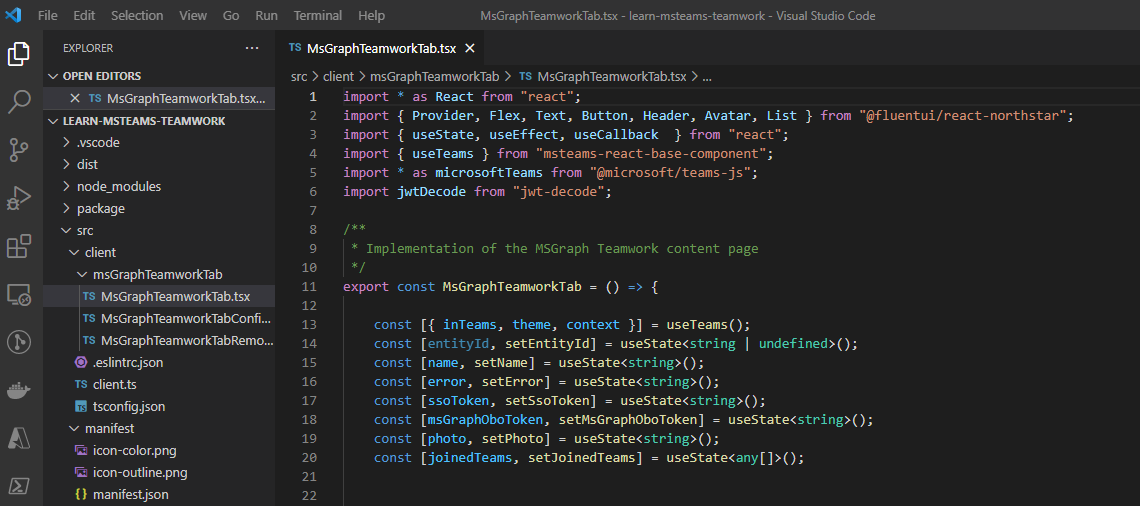 File Edit Selection View Go Run Terminal Help MsGraphTeamworkTab.tsx - learn-msteams-teamwork - Visual Studio Code
EXPLORER ···
OPEN EDITORS
TS MsGraphTeamworkTab.tsx...
LEARN-MSTEAMS-TEAMWORK
.vscode
dist
node_modules
package
src
client
msGraphTeamworkTab
TS MsGraphTeamworkTab.tsx
TS MsGraphTeamworkTabConfi...
TS MsGraphTeamworkTabRemo...
.eslintrc.json
TS client.ts
TS tsconfig.json
manifest
icon-color.png
icon-outline.png
{} manifest.json
TS MsGraphTeamworkTab.tsx
src > client > msGraphTeamworkTab > TS MsGraphTeamworkTab.tsx > ...
1 import * as React from "react";
2 import { Provider, Flex, Text, Button, Header, Avatar, List } from "@fluentui/react-northstar";
3 import { useState, useEffect, useCallback  } from "react";
4 import { useTeams } from "msteams-react-base-component";
5 import * as microsoftTeams from "@microsoft/teams-js";
6 import jwtDecode from "jwt-decode";
7
8 /**
9  * Implementation of the MSGraph Teamwork content page
10  */
11 export const MsGraphTeamworkTab = () => {
12
13     const [{ inTeams, theme, context }] = useTeams();
14     const [entityId, setEntityId] = useState<string | undefined>();
15     const [name, setName] = useState<string>();
16     const [error, setError] = useState<string>();
17     const [ssoToken, setSsoToken] = useState<string>();
18     const [msGraphOboToken, setMsGraphOboToken] = useState<string>();
19     const [photo, setPhoto] = useState<string>();
20     const [joinedTeams, setJoinedTeams] = useState<any[]>();
21
22